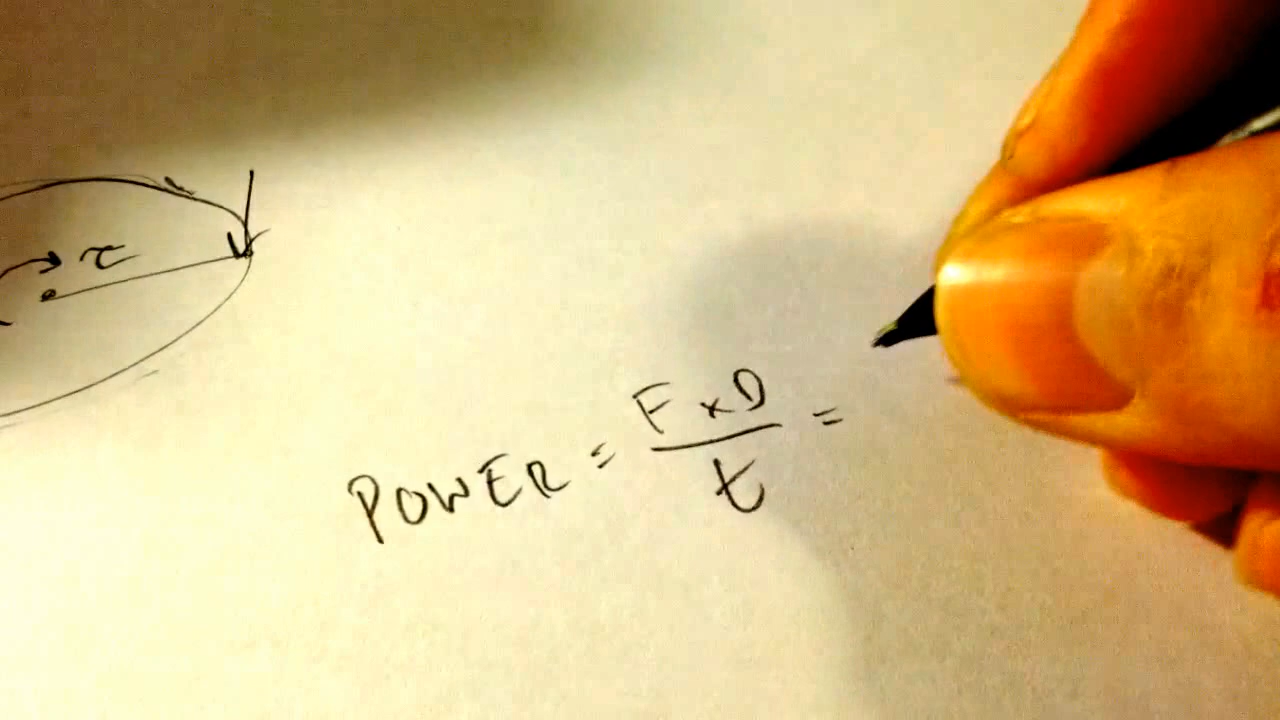 τ
POWER = F x D / t =